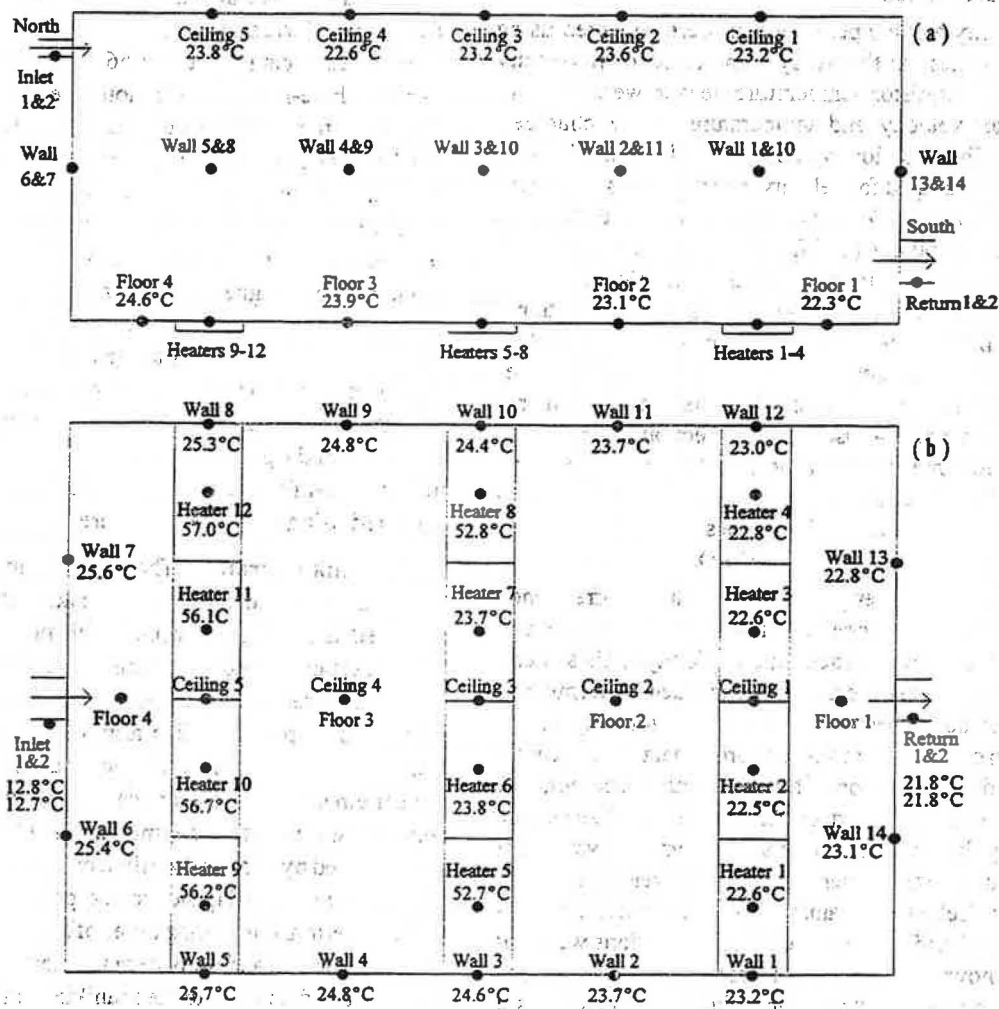 North
Ceiling 5
23.8°C
Ceiling 4
22.6°C
Ceiling 3
23.2°C
Ceiling 2
23.6°C
Ceiling 1
23.2°C
(a)
Inlet
1&2
Wall
6&7
Wall 5&8
Wall 4&9
Wall 3&10
Wall 2&11
Wall 1&10
Wall
13&14
South
Floor 4
24.6°C
Floor 3
23.9°C
Floor 2
23.1°C
Floor 1
22.3°C
Return 1&2
Heaters 9-12
Heaters 5-8
Heaters 1-4
Wall 8
25.3°C
Wall 9
24.8°C
Wall 10
24.4°C
Wall 11
23.7°C
Wall 12
23.0°C
(b)
Heater 12
57.0°C
Heater 8
52.8°C
Heater 4
22.8°C
Wall 7
25.6°C
Wall 13
22.8°C
Heater 11
56.1C
Heater 7
23.7°C
Heater 3
22.6°C
Ceiling 5
Ceiling 4
Ceiling 3
Ceiling 2
Ceiling 1
Floor 4
Floor 3
Floor 2
Floor 1
Inlet
1&2
12.8°C
12.7°C
Return
1&2
21.8°C
21.8°C
Heater 10
56.7°C
Heater 6
23.8°C
Heater 2
22.5°C
Wall 6
25.4°C
Wall 14
23.1°C
Heater 9
56.2°C
Heater 5
52.7°C
Heater 1
22.6°C
Wall 5
25.7°C
Wall 4
24.8°C
Wall 3
24.6°C
Wall 2
23.7°C
Wall 1
23.2°C